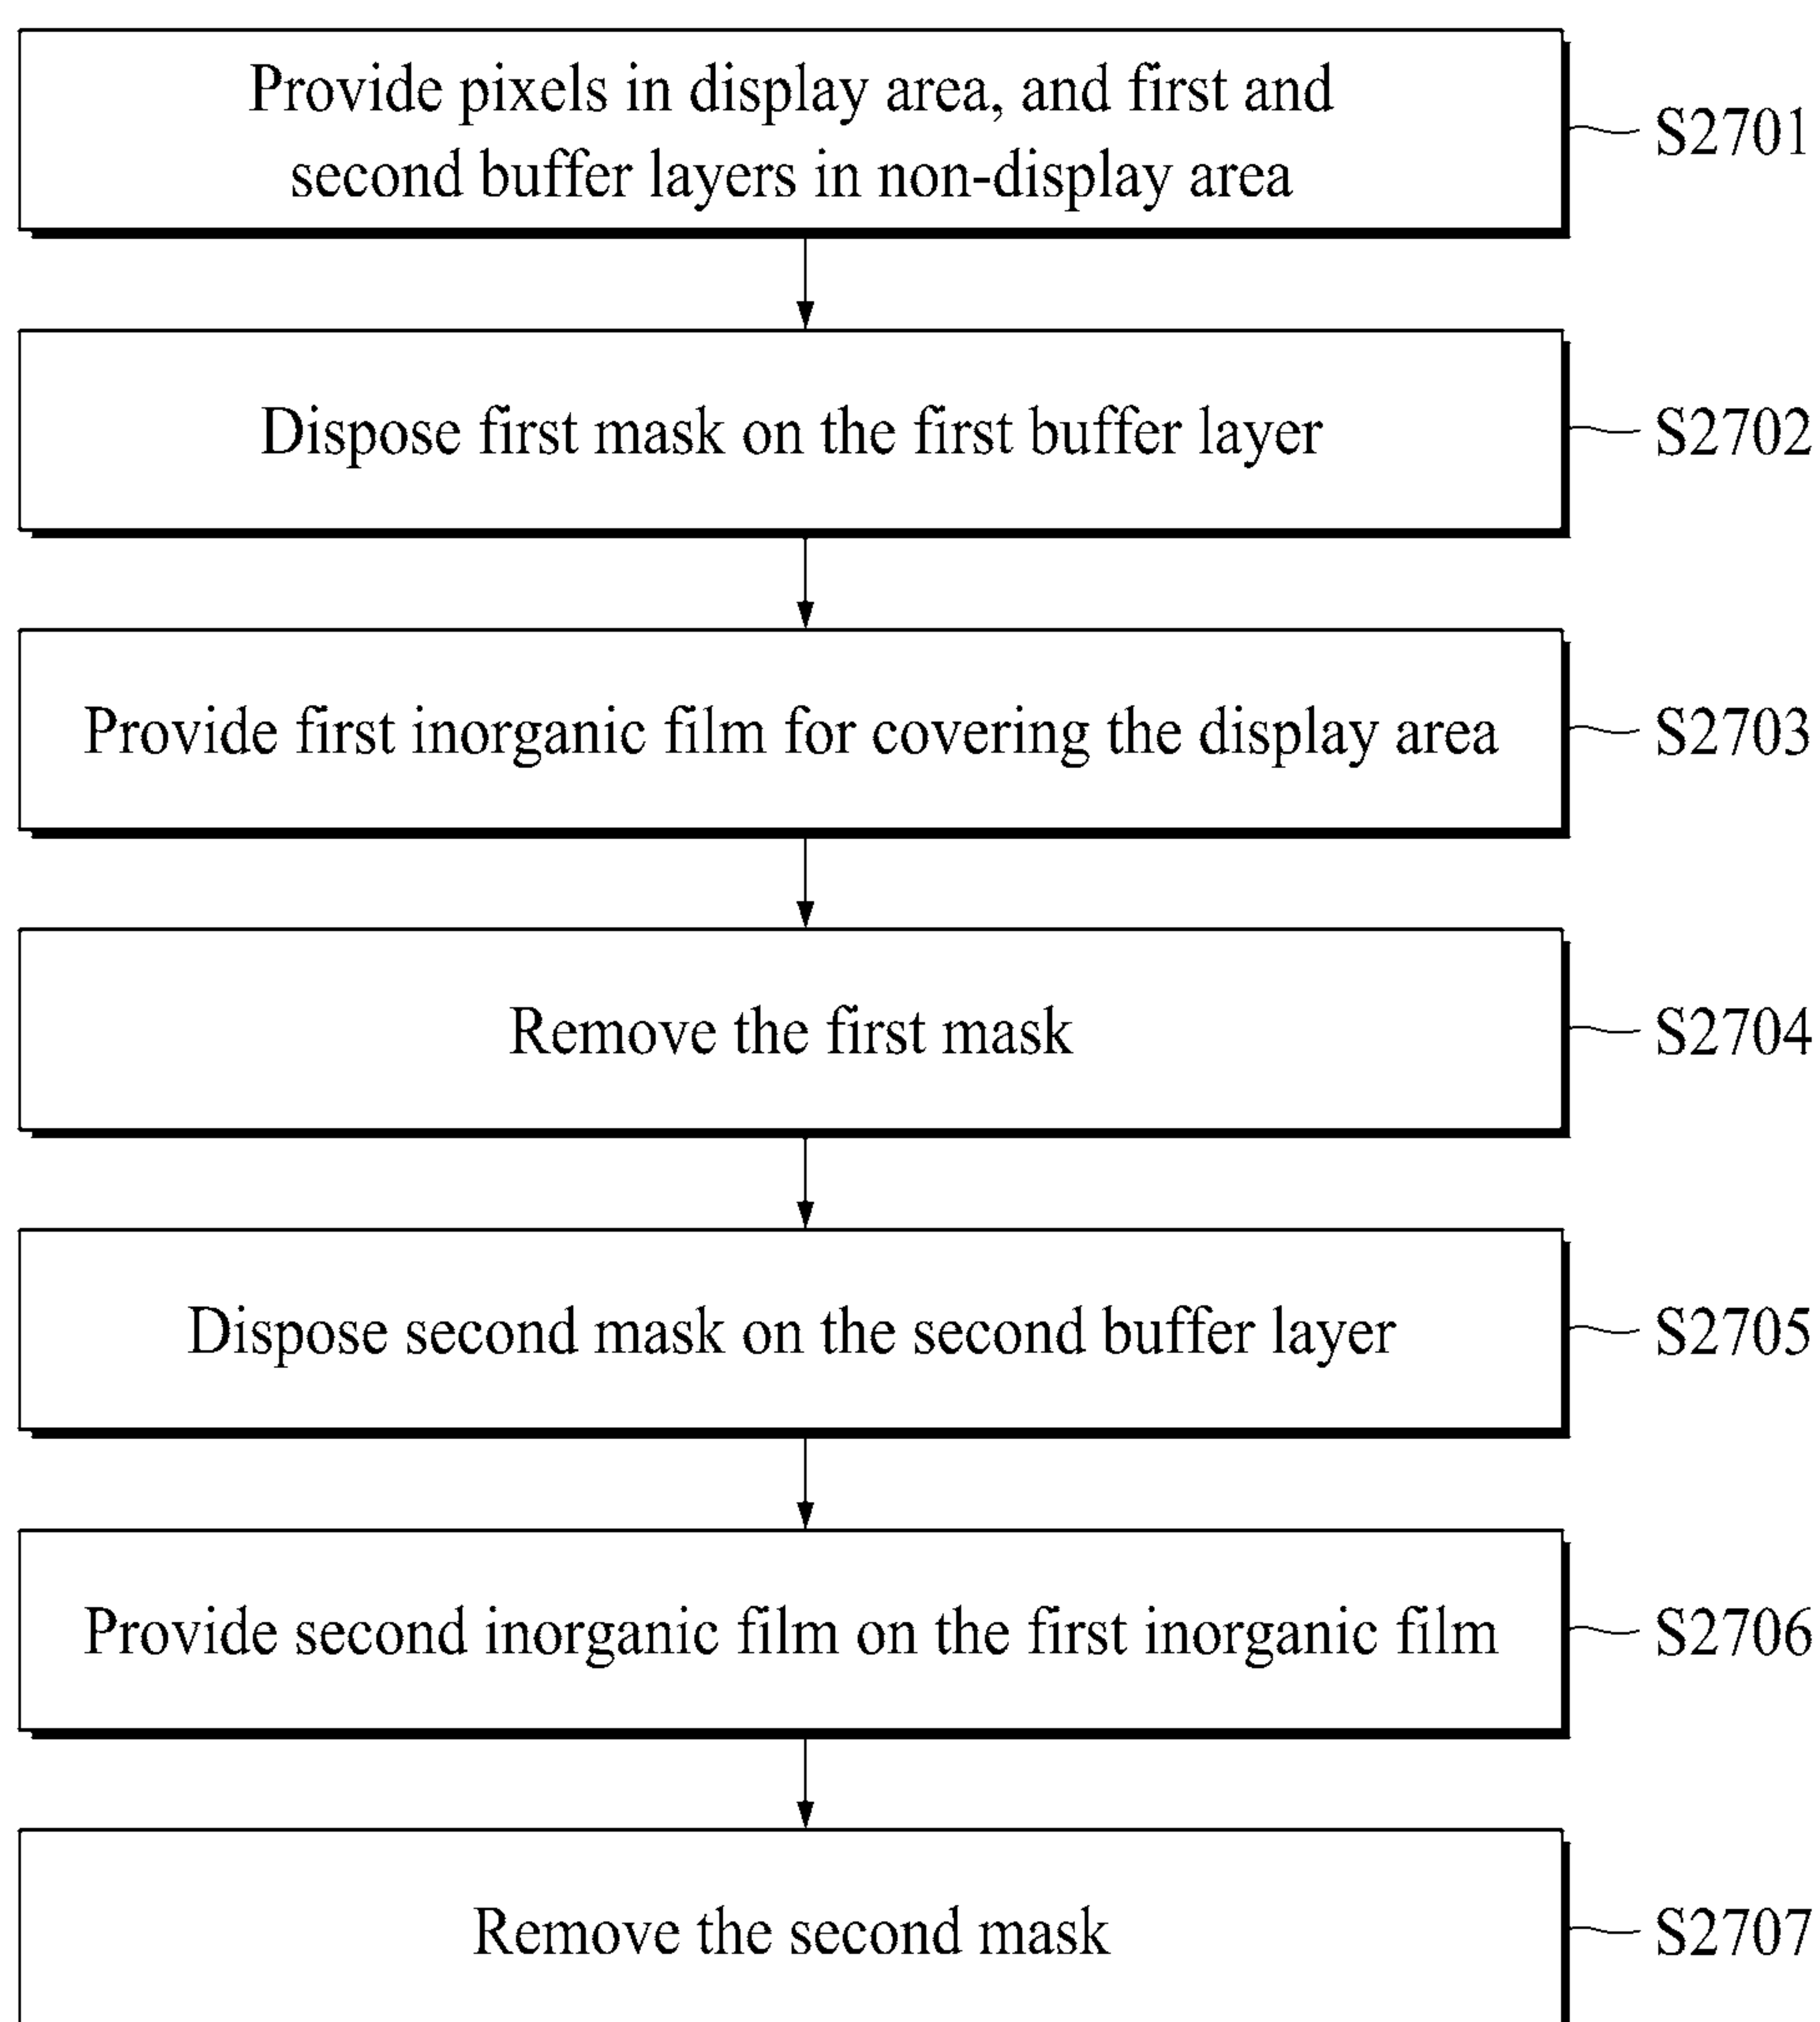 Provide pixels in display area, and first and
second buffer layers in non-display area
S2701
Dispose first mask on the first buffer layer
S2702
Provide first inorganic film for covering the display area
S2703
Remove the first mask
S2704
Dispose second mask on the second buffer layer
S2705
Provide second inorganic film on the first inorganic film
S2706
Remove the second mask
S2707